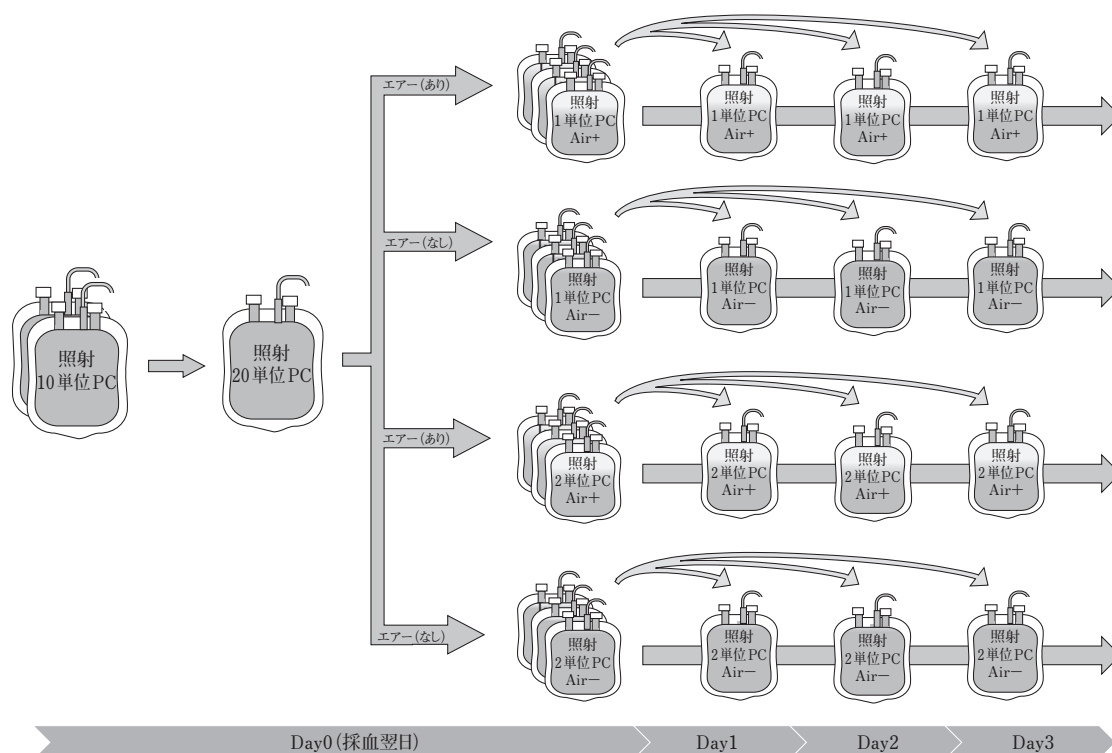 照射
10単位PC
照射
20単位PC
エアー(あり)
照射
1単位PC
Air+
照射
1単位PC
Air+
照射
1単位PC
Air+
照射
1単位PC
Air+
エアー(なし)
照射
1単位PC
Air−
照射
1単位PC
Air−
照射
1単位PC
Air−
照射
1単位PC
Air−
エアー(あり)
照射
2単位PC
Air+
照射
2単位PC
Air+
照射
2単位PC
Air+
照射
2単位PC
Air+
エアー(なし)
照射
2単位PC
Air−
照射
2単位PC
Air−
照射
2単位PC
Air−
照射
2単位PC
Air−
Day0(採血翌日)
Day1
Day2
Day3